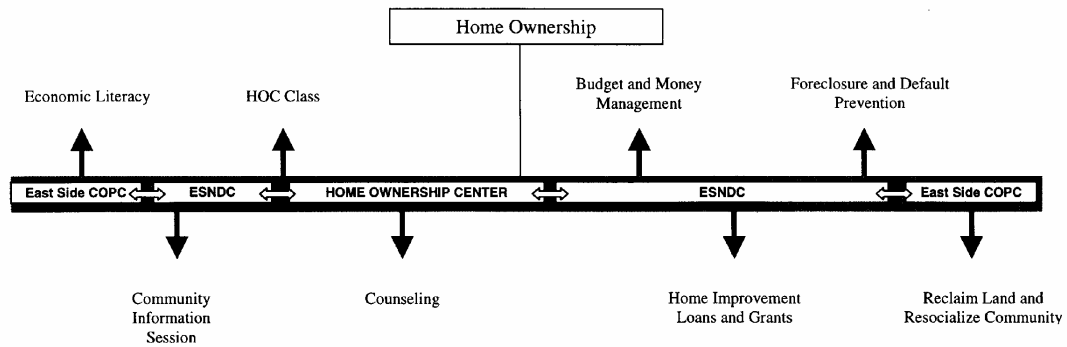 Home Ownership
Economic Literacy
HOC Class
Budget and Money
Management
Foreclosure and Default
Prevention
East Side COPC
ESNDC
HOME OWNERSHIP CENTER
ESNDC
East Side COPC
Community
Information
Session
Counseling
Home Improvement
Loans and Grants
Reclaim Land and
Resocialize Community